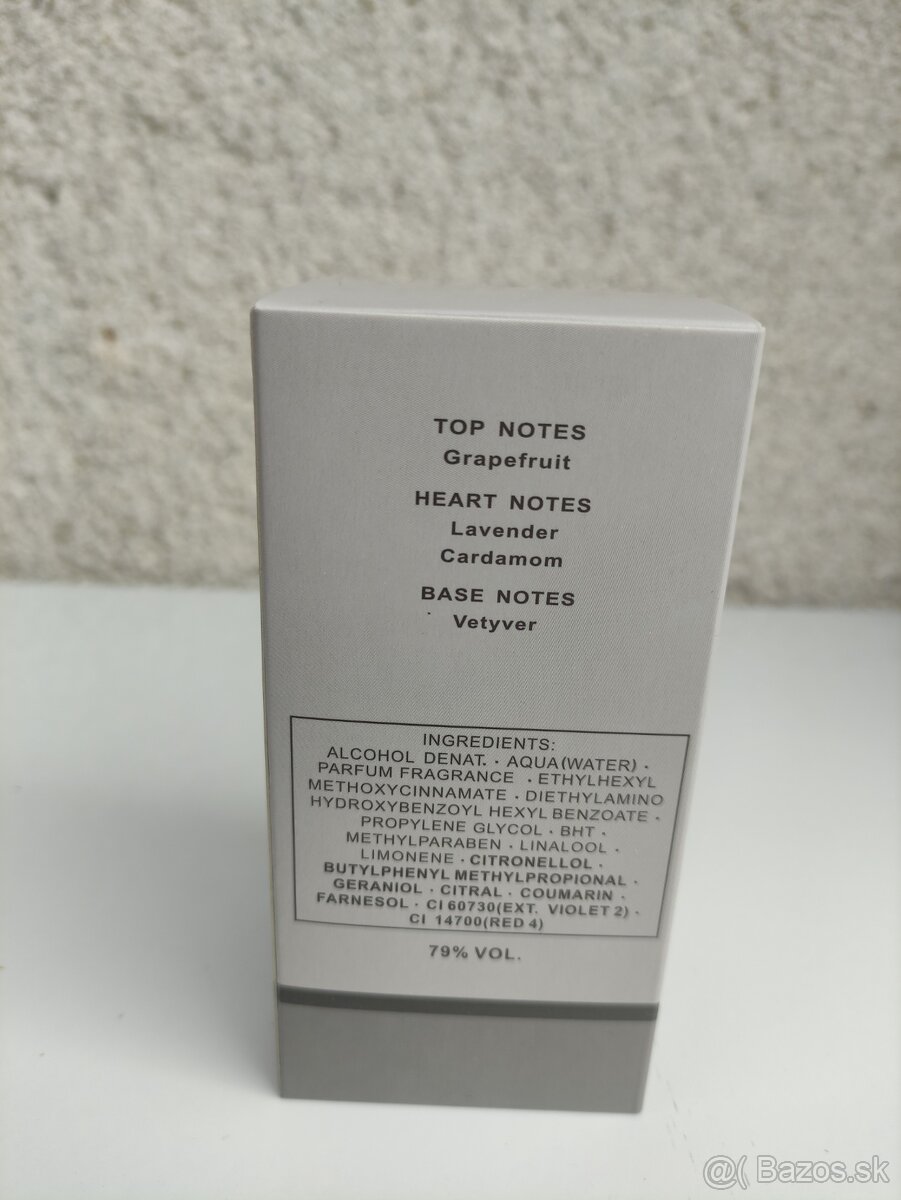 TOP NOTES
Grapefruit
HEART NOTES
Lavender
Cardamom
BASE NOTES
Vetyver
INGREDIENTS:
ALCOHOL DENAT. · AQUA(WATER) ·
PARFUM FRAGRANCE · ETHYLHEXYL
METHOXYCINNAMATE · DIETHYLAMINO
HYDROXYBENZOYL HEXYL BENZOATE ·
PROPYLENE GLYCOL · BHT ·
METHYLPARABEN · LINALOOL ·
LIMONENE · CITRONELLOL ·
BUTYLPHENYL METHYLPROPIONAL ·
GERANIOL · CITRAL · COUMARIN ·
FARNESOL · CI 60730(EXT. VIOLET 2) ·
CI 14700(RED 4)
79% VOL.
@( Bazos.sk